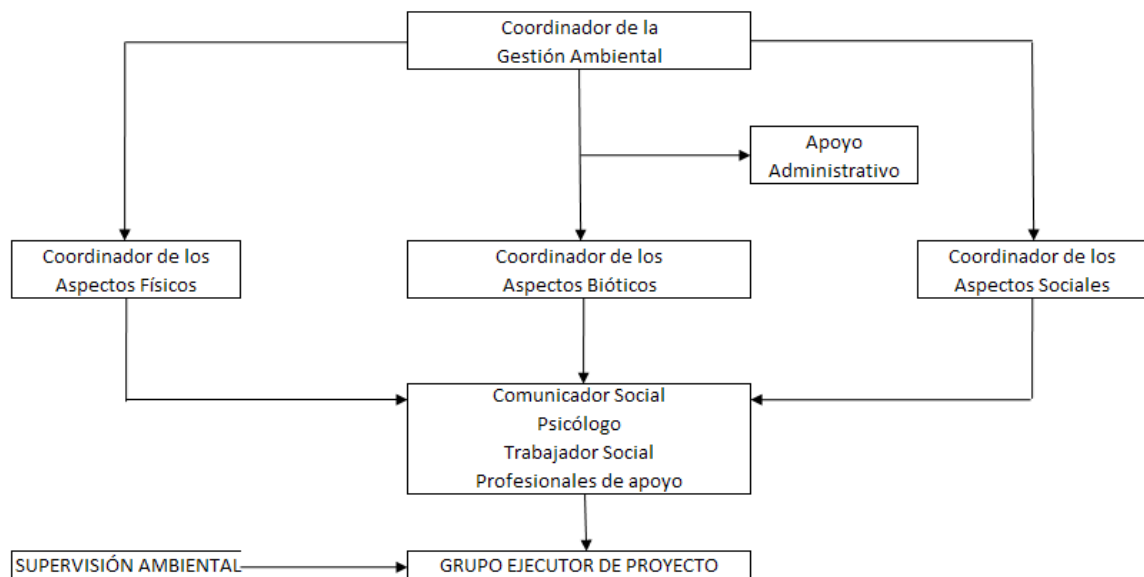 Coordinador de la
Gestión Ambiental
Apoyo
Administrativo
Coordinador de los
Aspectos Físicos
Coordinador de los
Aspectos Bióticos
Coordinador de los
Aspectos Sociales
Comunicador Social
Psicólogo
Trabajador Social
Profesionales de apoyo
SUPERVISIÓN AMBIENTAL
GRUPO EJECUTOR DE PROYECTO